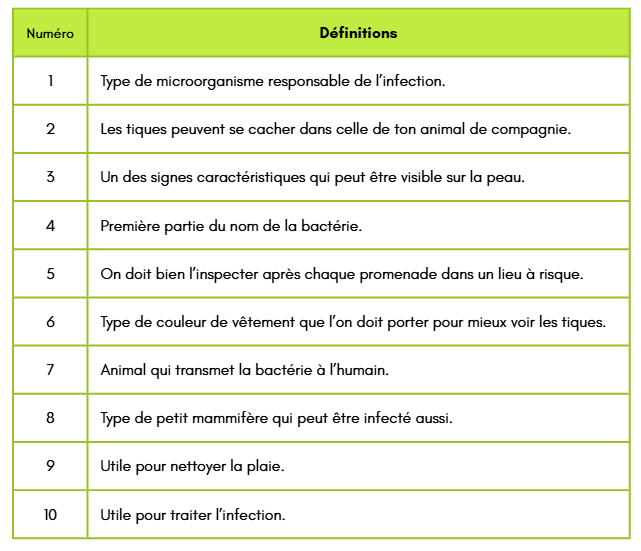 Numéro Définitions
1 Type de microorganisme responsable de l'infection.
2 Les tiques peuvent se cacher dans celle de ton animal de compagnie.
3 Un des signes caractéristiques qui peut être visible sur la peau.
4 Première partie du nom de la bactérie.
5 On doit bien l'inspecter après chaque promenade dans un lieu à risque.
6 Type de couleur de vêtement que l'on doit porter pour mieux voir les tiques.
7 Animal qui transmet la bactérie à l'humain.
8 Type de petit mammifère qui peut être infecté aussi.
9 Utile pour nettoyer la plaie.
10 Utile pour traiter l'infection.